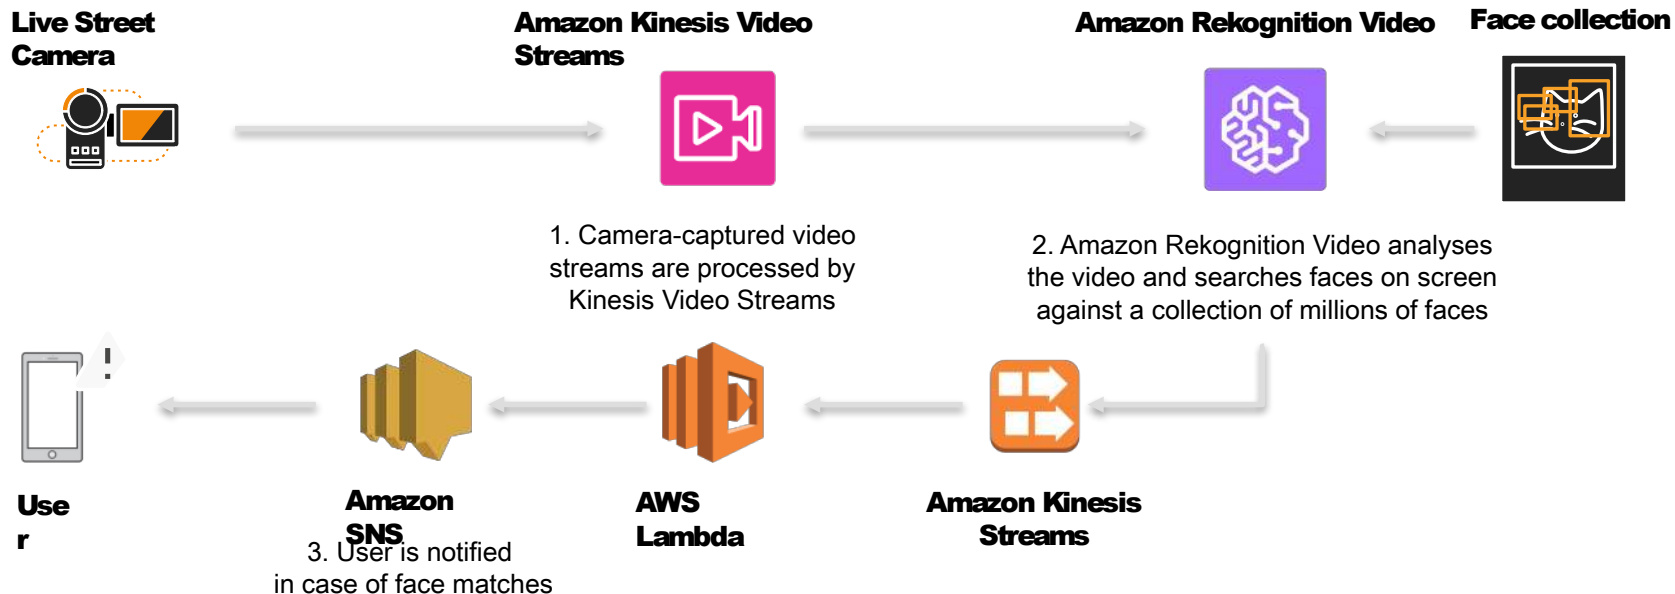 Live Street
Camera
Amazon Kinesis Video
Streams
Amazon Rekognition Video
Face collection
1. Camera-captured video
streams are processed by
Kinesis Video Streams
2. Amazon Rekognition Video analyses
the video and searches faces on screen
against a collection of millions of faces
!
Use
r
Amazon
SNS
3. User is notified
in case of face matches
AWS
Lambda
Amazon Kinesis
Streams